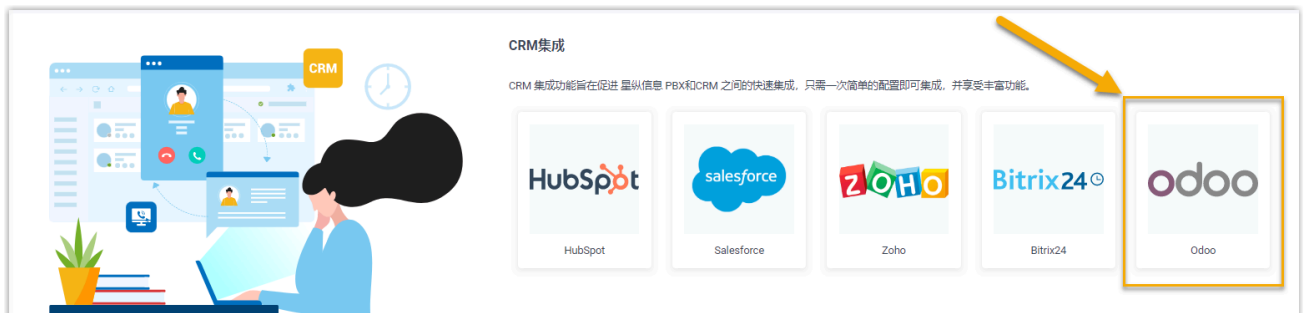 CRM
CRM集成
CRM 集成功能旨在促进 星纵信息 PBX和CRM 之间的快速集成，只需一次简单的配置即可集成，并享受丰富功能。
HubSpot
salesforce
ZOHO
Bitrix24
odoo
HubSpot
Salesforce
Zoho
Bitrix24
Odoo